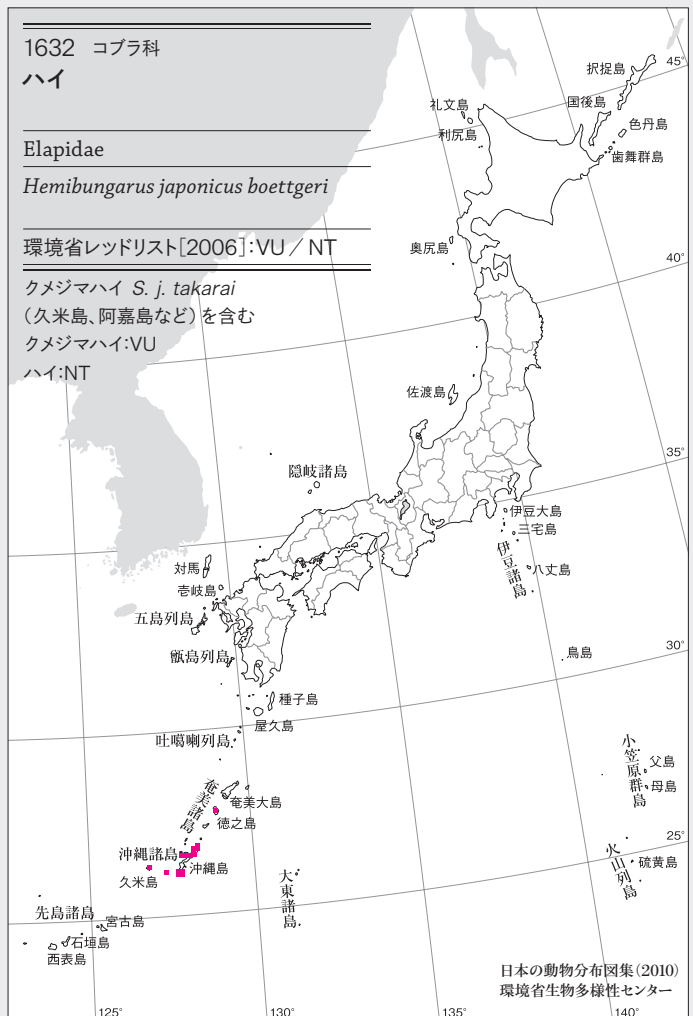 1632 コブラ科
ハイ
Elapidae
Hemibungarus japonicus boettgeri
環境省レッドリスト[2006]:VU/NT
クメジマハイ S. j. takarai
(久米島、阿嘉島など)を含む
クメジマハイ:VU
ハイ:NT
択捉島
45°
礼文島
国後島
利尻島
色丹島
歯舞群島
奥尻島
40°
佐渡島
35°
隠岐諸島
伊豆大島
三宅島
伊豆諸島
八丈島
対馬
壱岐島
五島列島
甑島列島
鳥島
30°
種子島
屋久島
吐噶喇列島
小笠原群島
父島
母島
奄美諸島
奄美大島
徳之島
25°
沖縄諸島
沖縄島
久米島
大東諸島
火山列島
硫黄島
先島諸島
宮古島
石垣島
西表島
日本の動物分布図集(2010)
環境省生物多様性センター
125°
130°
135°
140°